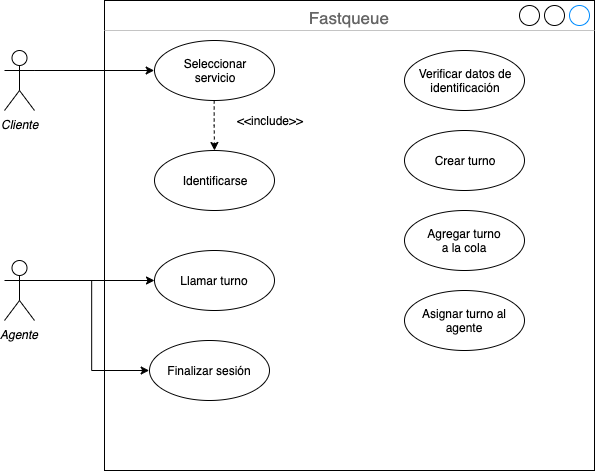 Fastqueue
Seleccionar
servicio
Verificar datos de
identificación
Cliente
<<include>>
Identificarse
Crear turno
Agregar turno
a la cola
Llamar turno
Agente
Asignar turno al
agente
Finalizar sesión